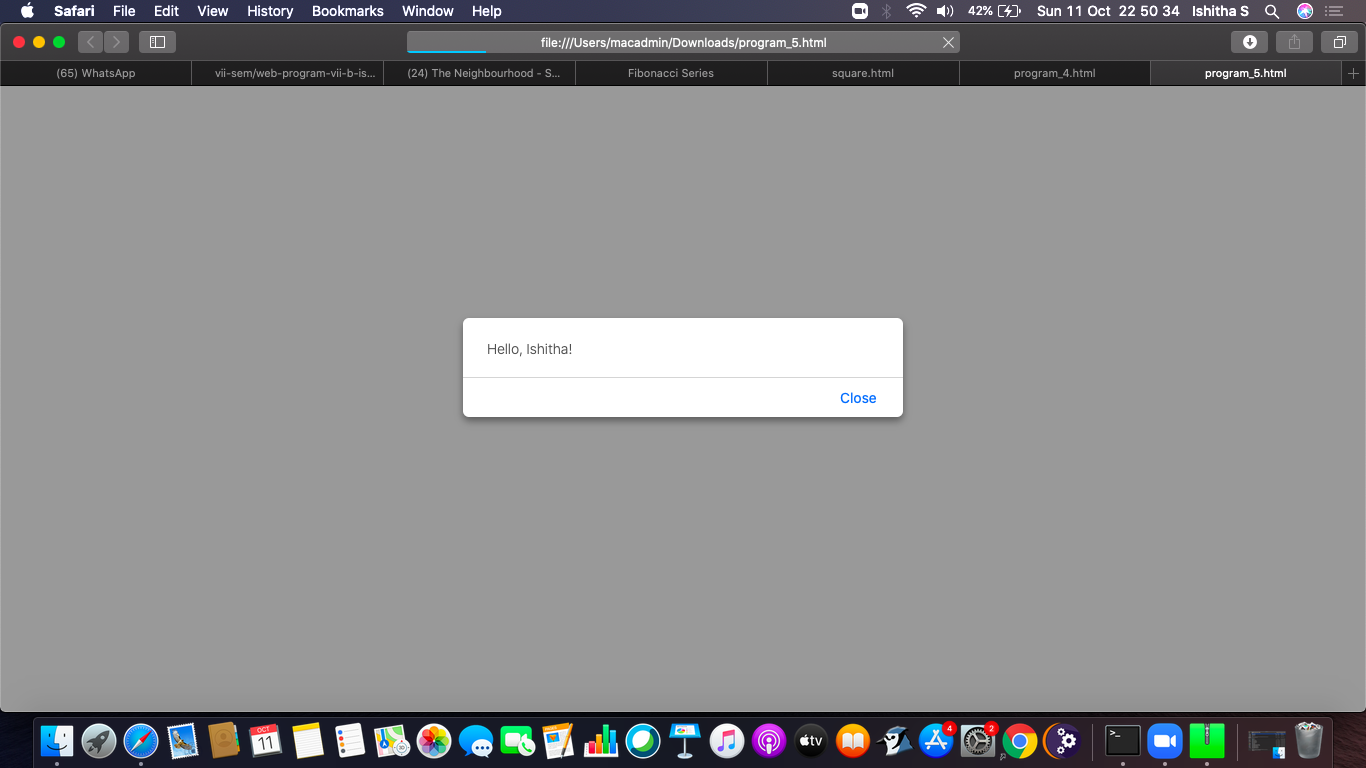 Safari File Edit View History Bookmarks Window Help 42% Sun 11 Oct 22 50 34 Ishitha S
file:///Users/macadmin/Downloads/program_5.html
(65) WhatsApp vii-sem/web-program-vii-b-is... (24) The Neighbourhood - S... Fibonacci Series square.html program_4.html program_5.html
Hello, Ishitha!
Close
OCT 11 3D tv 4 2 >_